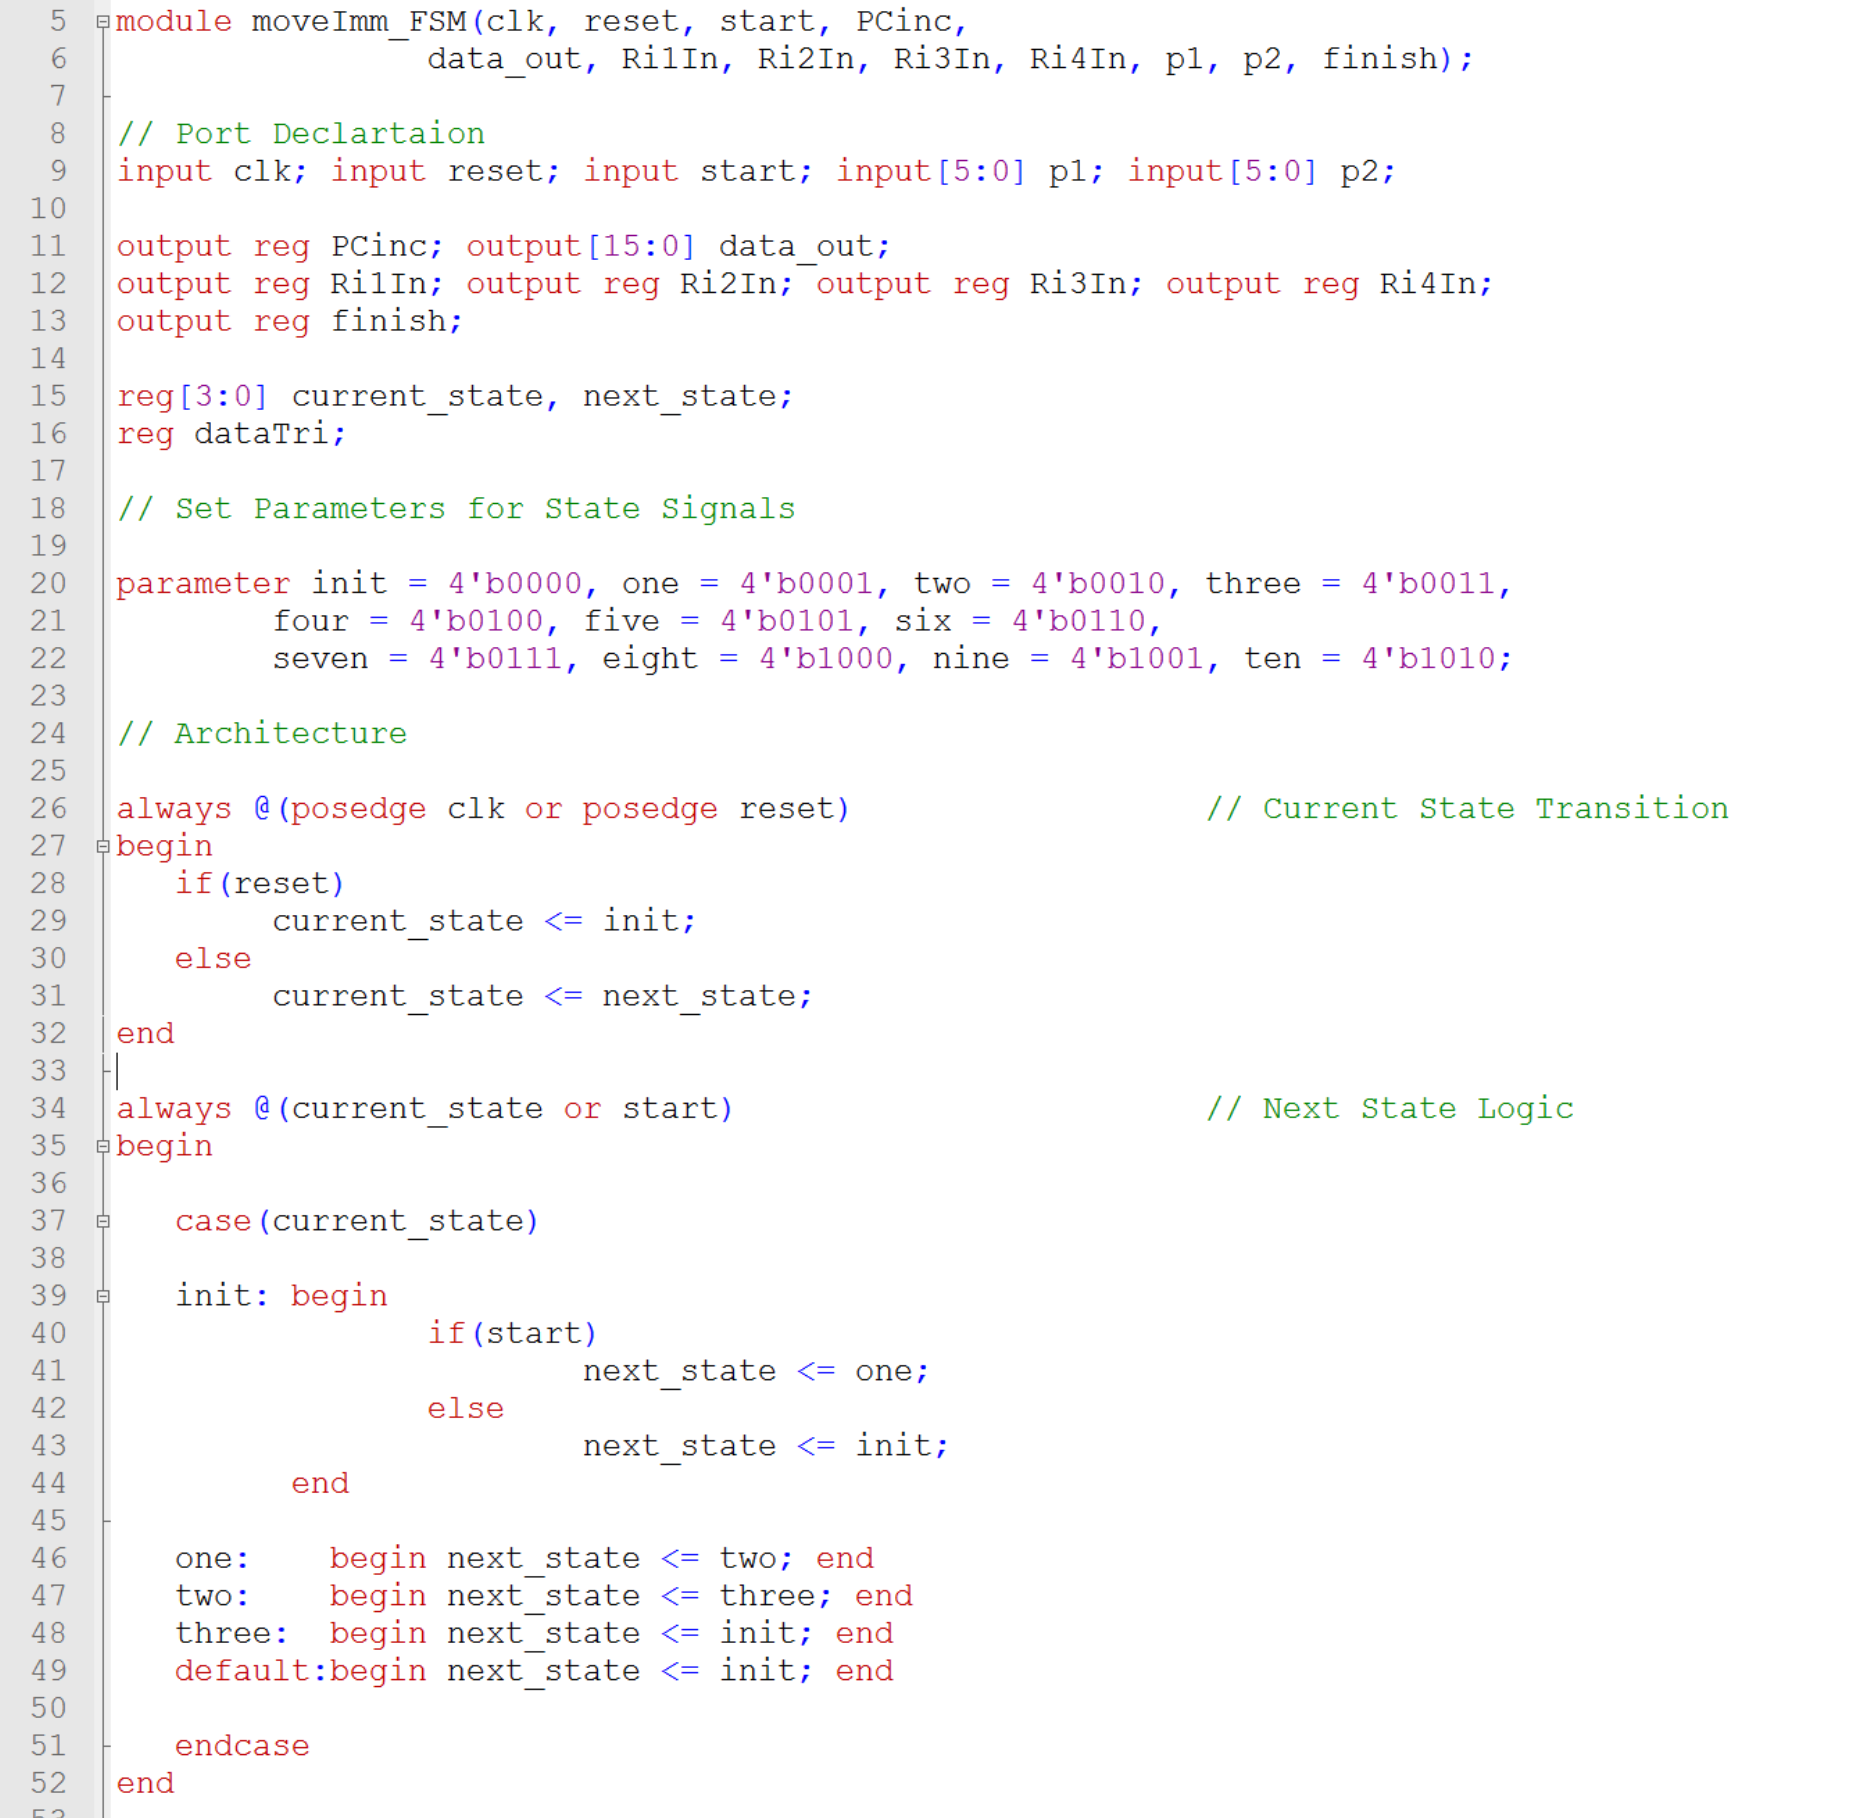 5 module moveImm_FSM(clk, reset, start, PCinc,
6 data_out, Ri1In, Ri2In, Ri3In, Ri4In, p1, p2, finish);
7
8 // Port Declartaion
9 input clk; input reset; input start; input[5:0] p1; input[5:0] p2;
10
11 output reg PCinc; output[15:0] data_out;
12 output reg Ri1In; output reg Ri2In; output reg Ri3In; output reg Ri4In;
13 output reg finish;
14
15 reg[3:0] current_state, next_state;
16 reg dataTri;
17
18 // Set Parameters for State Signals
19
20 parameter init = 4'b0000, one = 4'b0001, two = 4'b0010, three = 4'b0011,
21 four = 4'b0100, five = 4'b0101, six = 4'b0110,
22 seven = 4'b0111, eight = 4'b1000, nine = 4'b1001, ten = 4'b1010;
23
24 // Architecture
25
26 always @(posedge clk or posedge reset) // Current State Transition
27 begin
28 if(reset)
29 current_state <= init;
30 else
31 current_state <= next_state;
32 end
33
34 always @(current_state or start) // Next State Logic
35 begin
36
37 case(current_state)
38
39 init: begin
40 if(start)
41 next_state <= one;
42 else
43 next_state <= init;
44 end
45
46 one: begin next_state <= two; end
47 two: begin next_state <= three; end
48 three: begin next_state <= init; end
49 default:begin next_state <= init; end
50
51 endcase
52 end
53